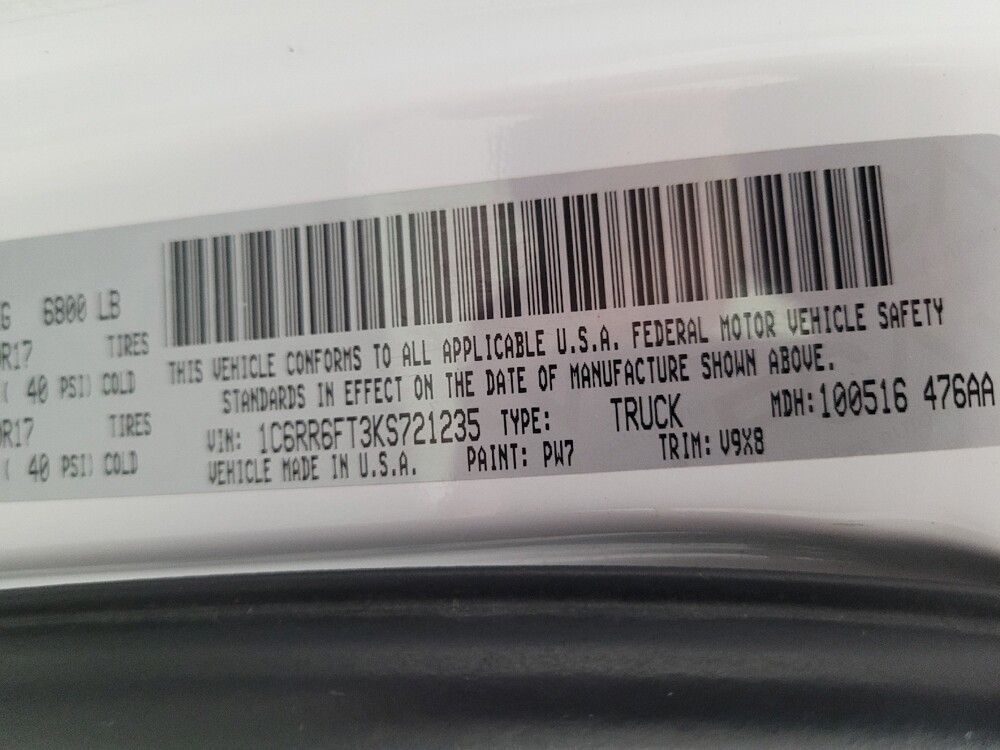 6800 LB
R17 TIRES
( 40 PSI) COLD
R17 TIRES
( 40 PSI) COLD
THIS VEHICLE CONFORMS TO ALL APPLICABLE U.S.A. FEDERAL MOTOR VEHICLE SAFETY
STANDARDS IN EFFECT ON THE DATE OF MANUFACTURE SHOWN ABOVE.
VIN: 1C6RR6FT3KS721235 TYPE: TRUCK MDH:100516 476AA
VEHICLE MADE IN U.S.A. PAINT: PW7 TRIM: V9X8